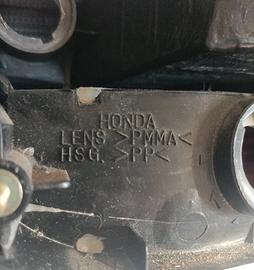 HONDA
LENS >PMMA<
HSG. >PP<